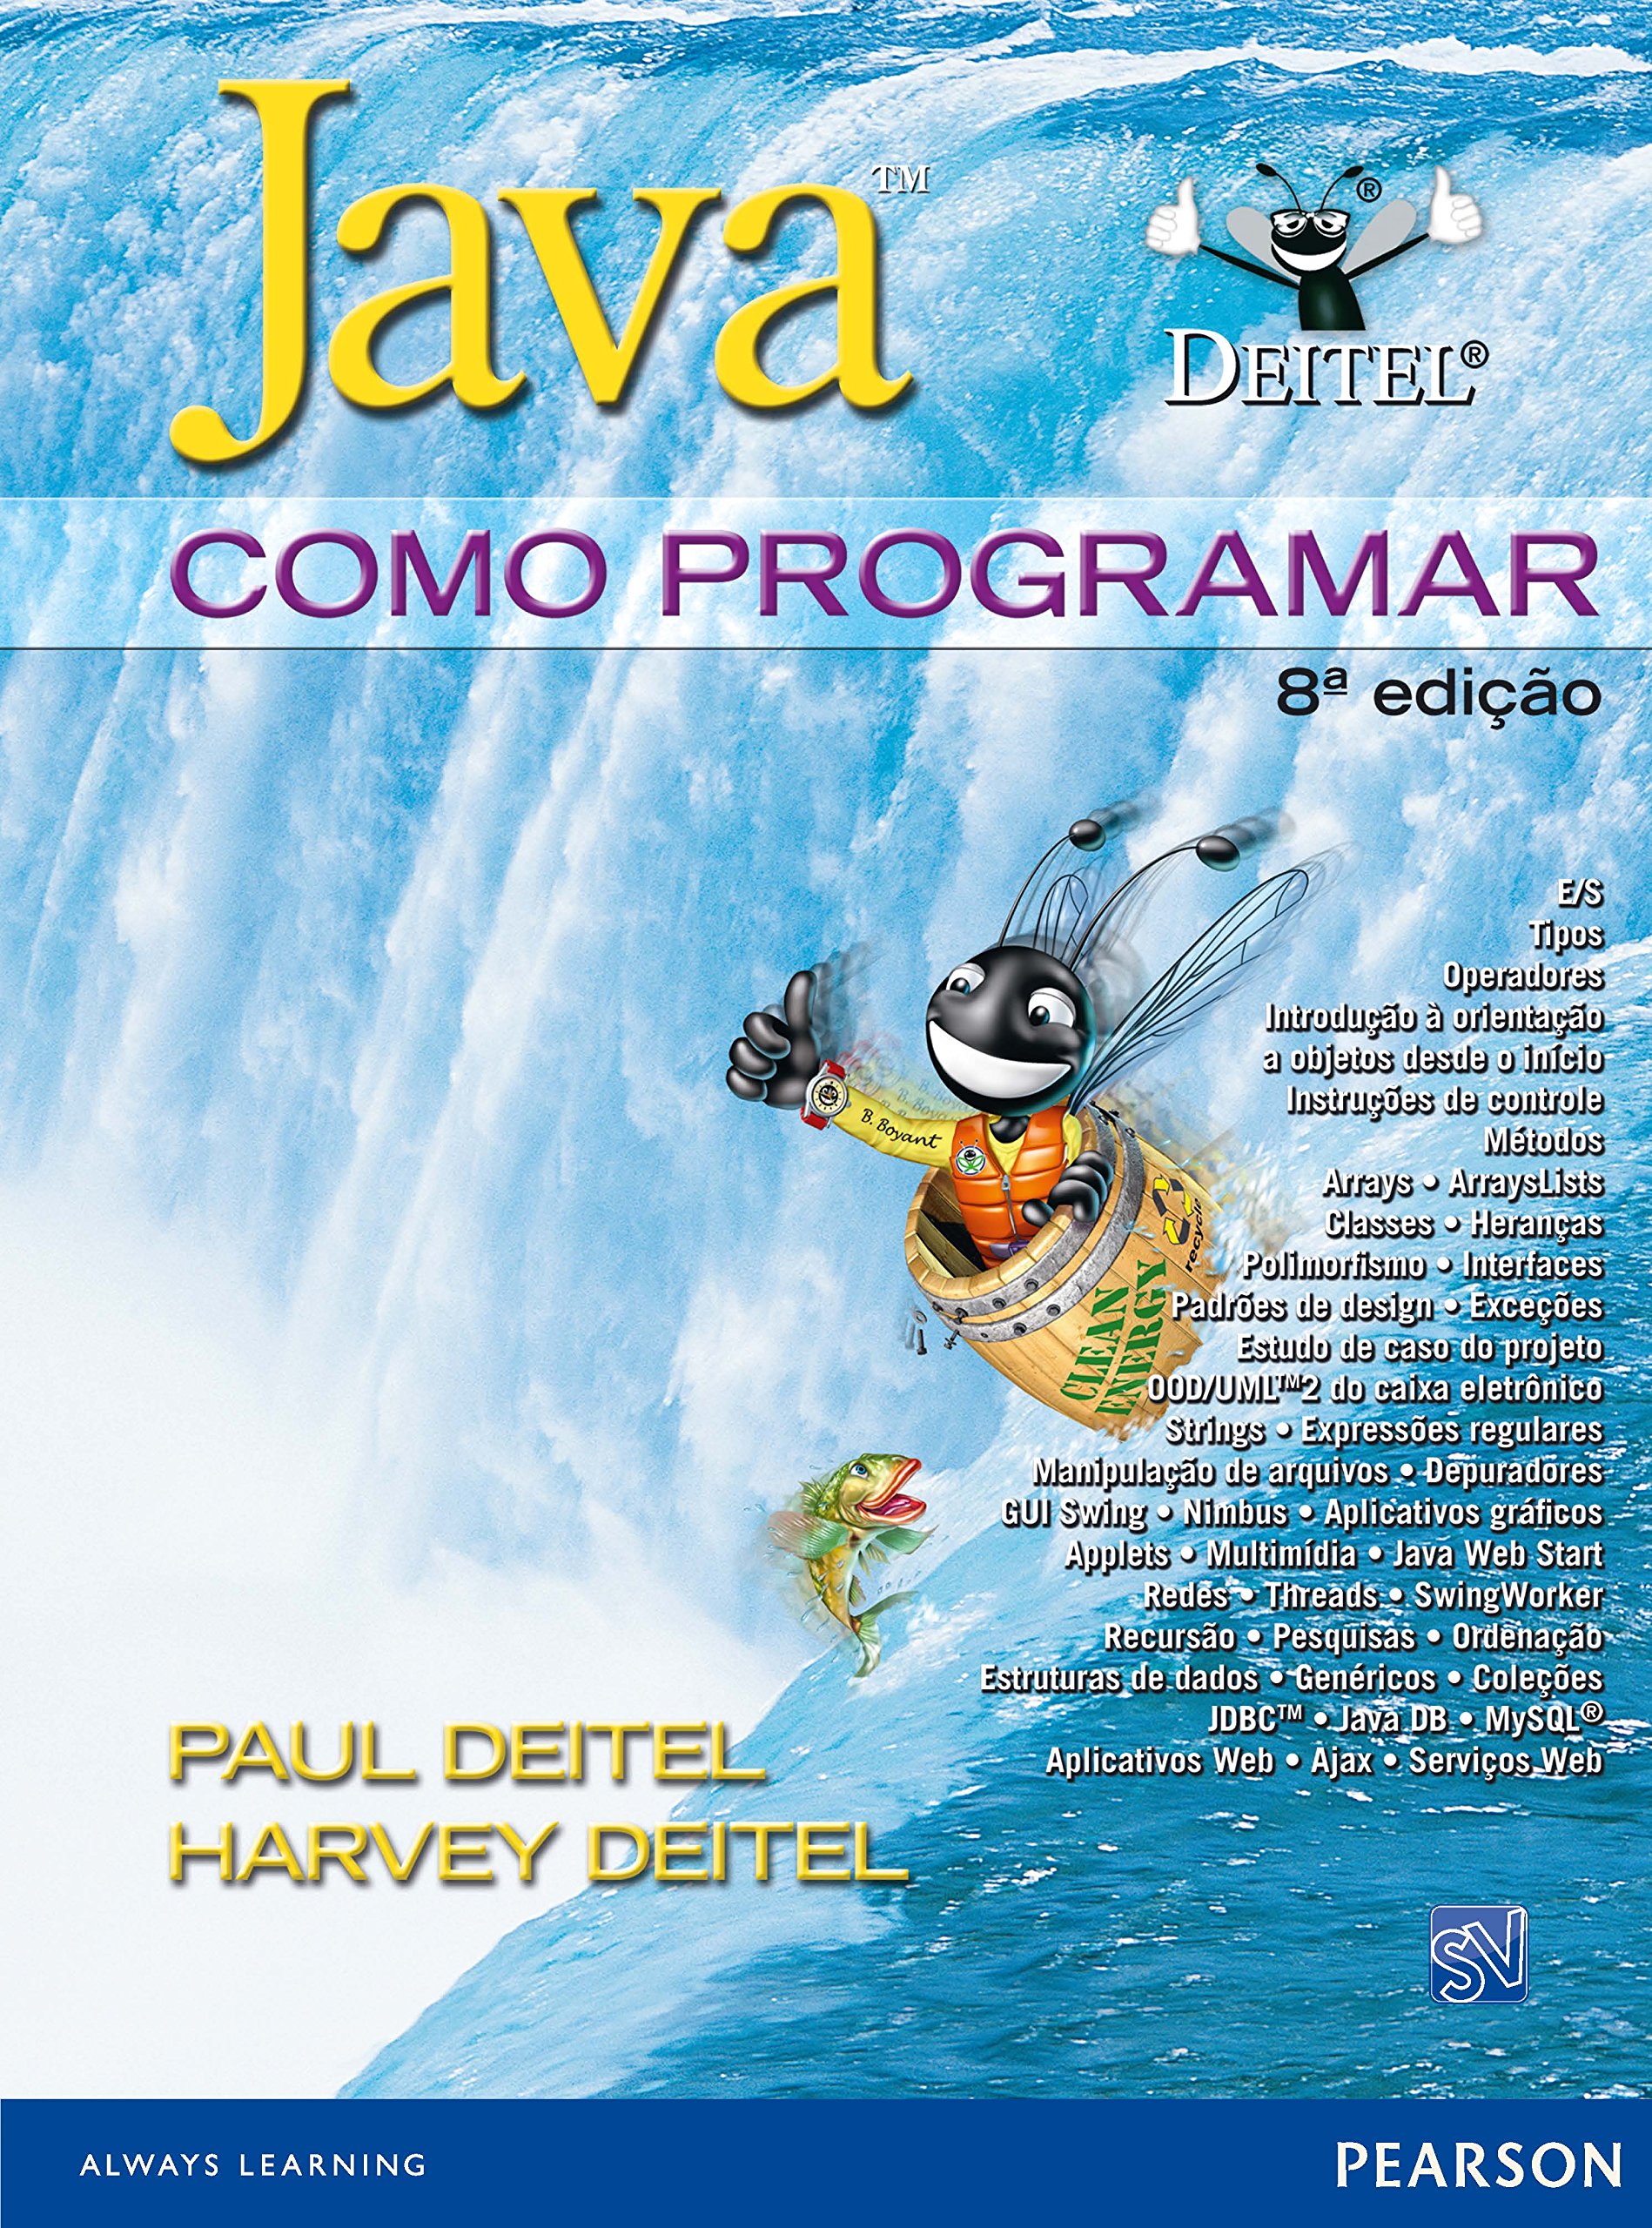 Java™
DEITEL®
COMO PROGRAMAR
8ª edição
E/S
Tipos
Operadores
Introdução à orientação
a objetos desde o início
Instruções de controle
Métodos
Arrays • ArraysLists
Classes • Heranças
Polimorfismo • Interfaces
Padrões de design • Exceções
Estudo de caso do projeto
OOD/UML™2 do caixa eletrônico
Strings • Expressões regulares
Manipulação de arquivos • Depuradores
GUI Swing • Nimbus • Aplicativos gráficos
Applets • Multimídia • Java Web Start
Redes • Threads • SwingWorker
Recursão • Pesquisas • Ordenação
Estruturas de dados • Genéricos • Coleções
JDBC™ • Java DB • MySQL®
Aplicativos Web • Ajax • Serviços Web
B. Boyant
recycle
CLEAN
ENERGY
PAUL DEITEL
HARVEY DEITEL
SV
ALWAYS LEARNING
PEARSON